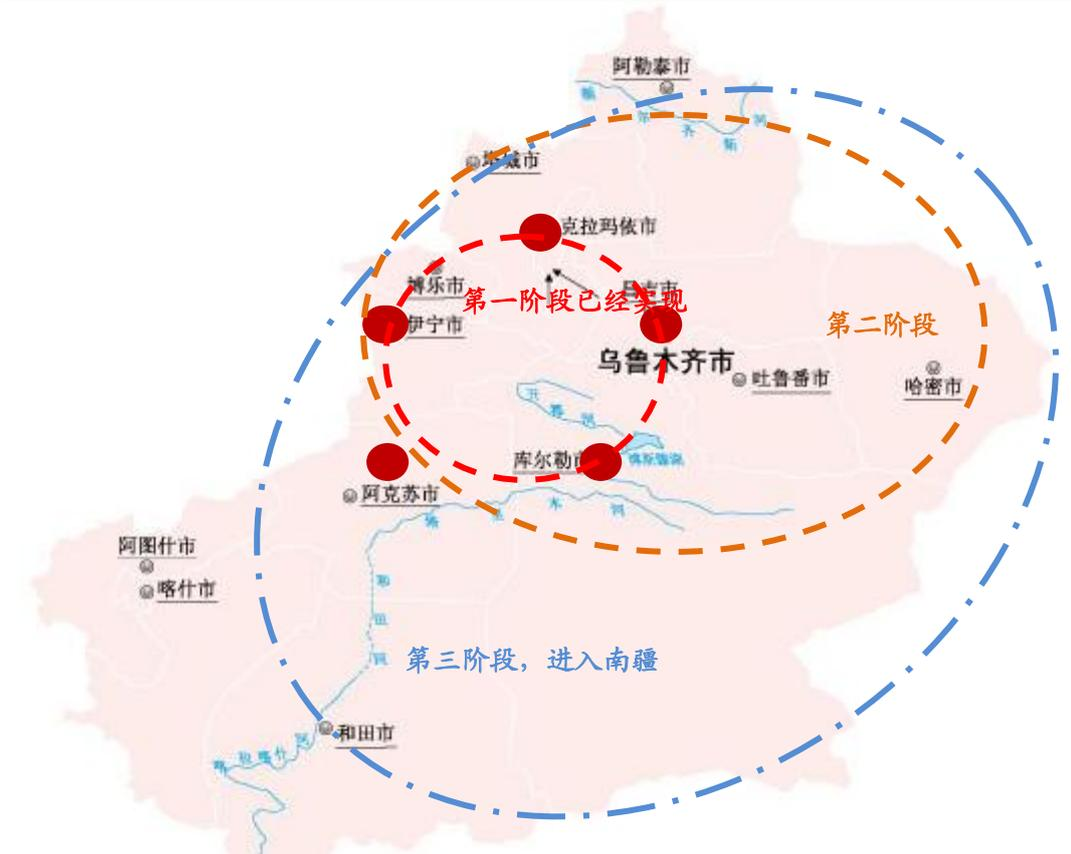 阿勒泰市
塔城市
克拉玛依市
博乐市
第一阶段已经实现
伊宁市
第二阶段
乌鲁木齐市
吐鲁番市
哈密市
库尔勒市
阿克苏市
阿图什市
喀什市
第三阶段，进入南疆
和田市